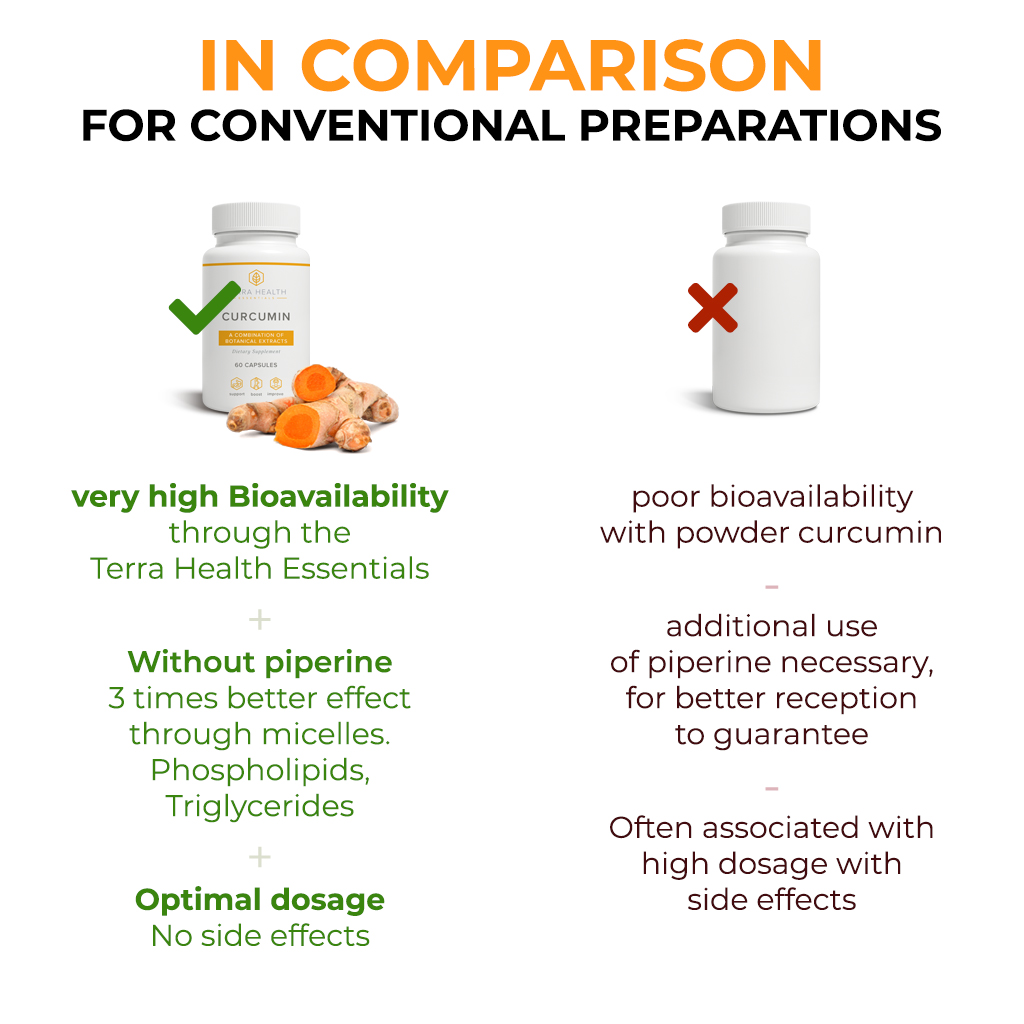 IN COMPARISON
FOR CONVENTIONAL PREPARATIONS
RA HEALTH
CURCUMIN
A COMBINATION OF
BOTANICAL EXTRACTS
Dietary Supplement
60 CAPSULES
support boost improve
very high Bioavailability
through the
Terra Health Essentials
+
Without piperine
3 times better effect
through micelles.
Phospholipids,
Triglycerides
+
Optimal dosage
No side effects
poor bioavailability
with powder curcumin
-
additional use
of piperine necessary,
for better reception
to guarantee
-
Often associated with
high dosage with
side effects